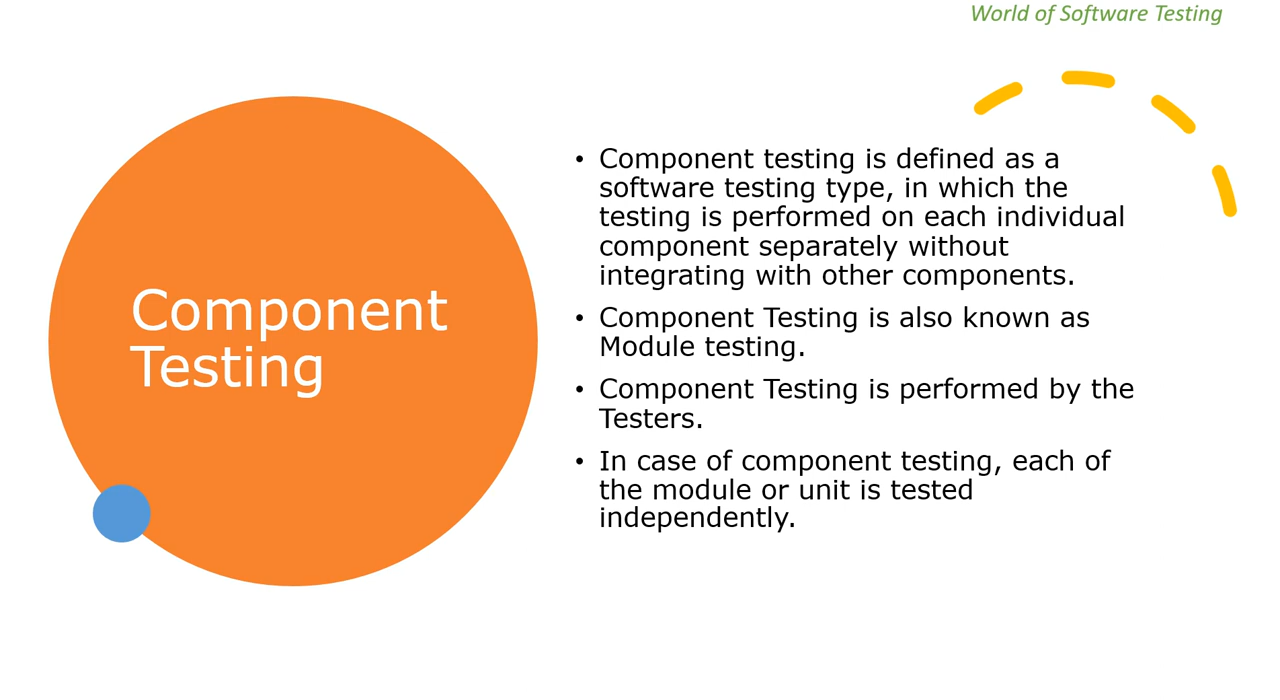 World of Software Testing
Component
Testing
• Component testing is defined as a
software testing type, in which the
testing is performed on each individual
component separately without
integrating with other components.
• Component Testing is also known as
Module testing.
• Component Testing is performed by the
Testers.
• In case of component testing, each of
the module or unit is tested
independently.